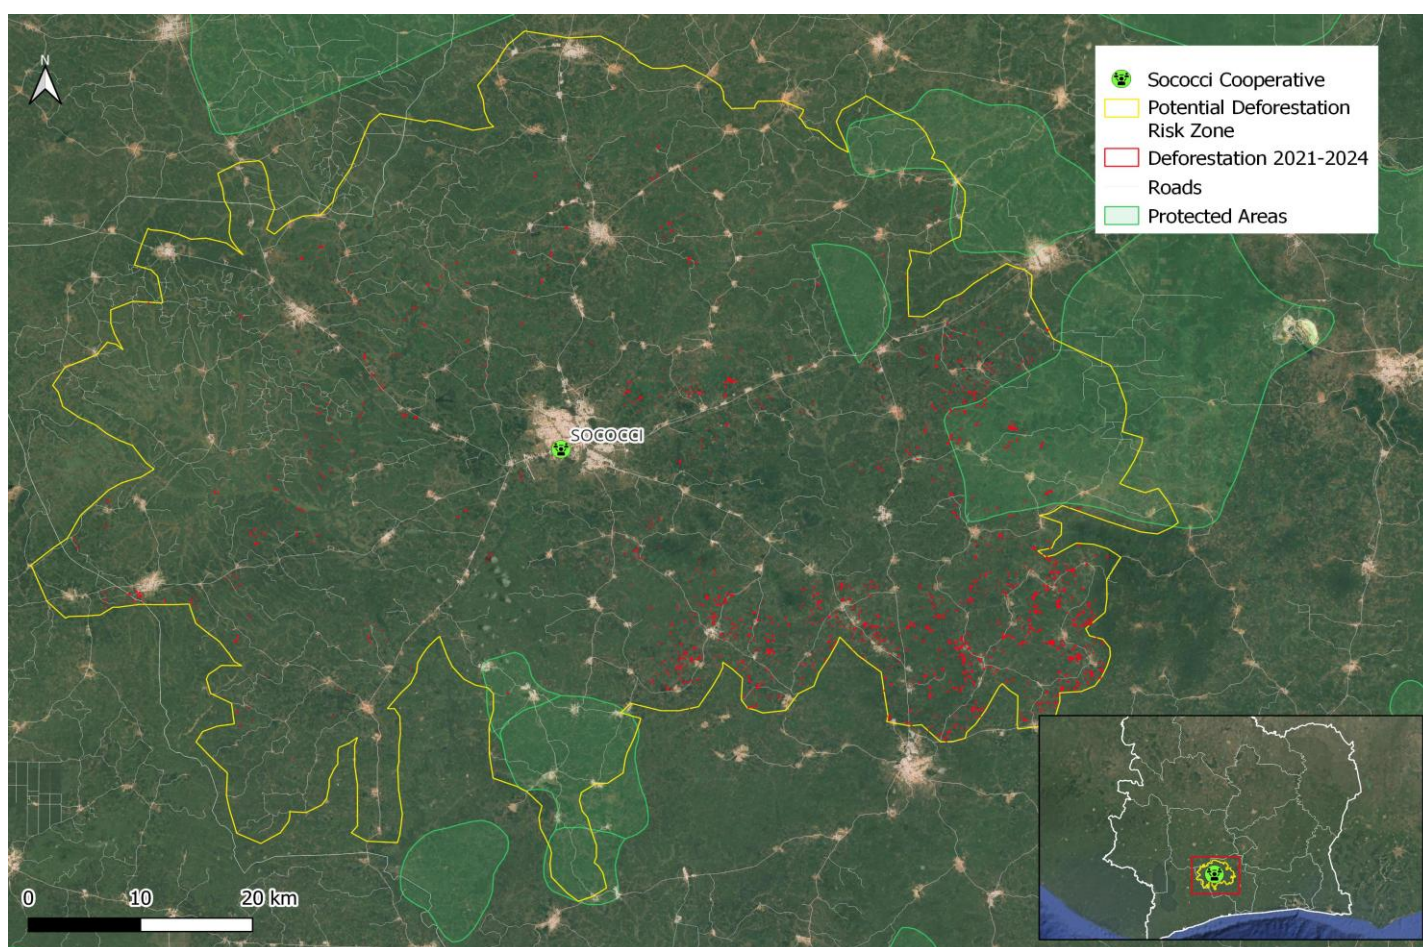 N
Sococci Cooperative
Potential Deforestation
Risk Zone
Deforestation 2021-2024
Roads
Protected Areas
SOCOCCI
0 10 20 km